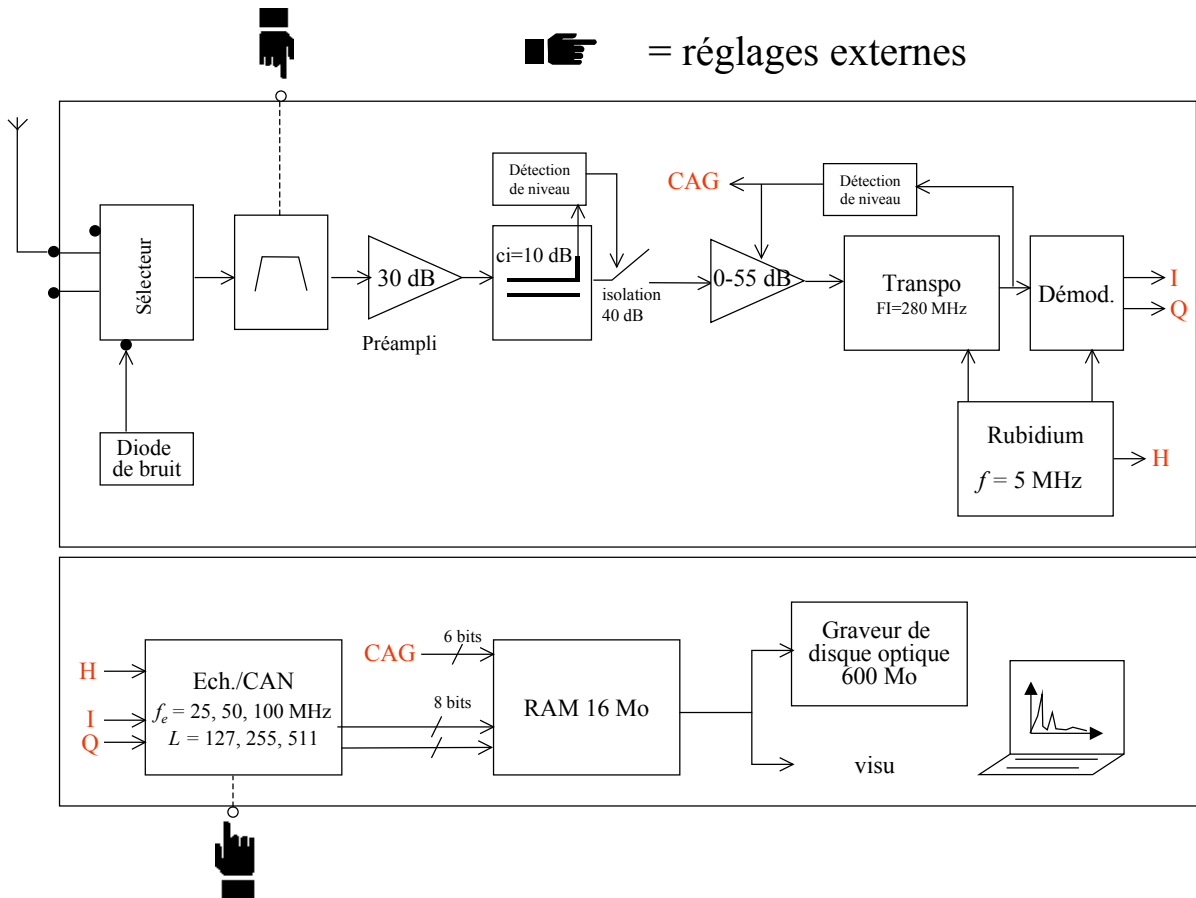 = réglages externes
Détection
de niveau
CAG
Détection
de niveau
Sélecteur
30 dB
Préampli
ci=10 dB
isolation
40 dB
0-55 dB
Transpo
FI=280 MHz
Démod.
I
Q
Diode
de bruit
Rubidium
f = 5 MHz
H
H
I
Q
Ech./CAN
fe = 25, 50, 100 MHz
L = 127, 255, 511
CAG
6 bits
8 bits
RAM 16 Mo
Graveur de
disque optique
600 Mo
visu